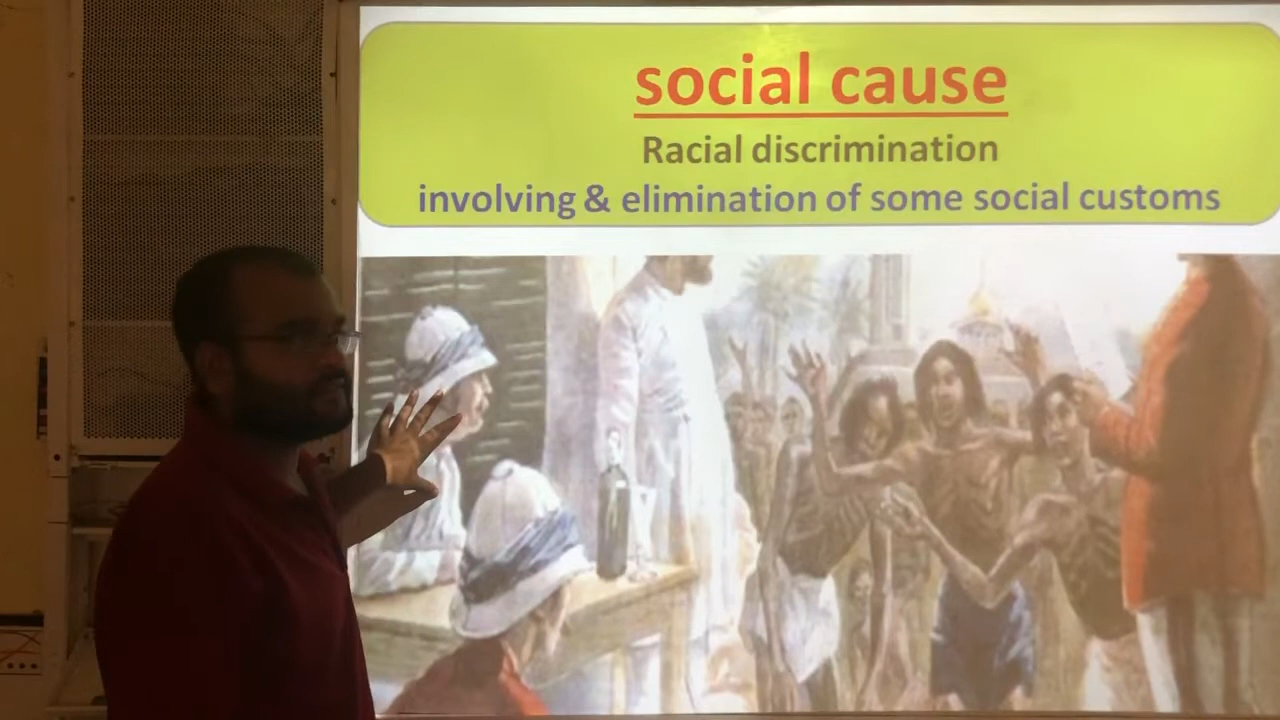 social cause
Racial discrimination
involving & elimination of some social customs